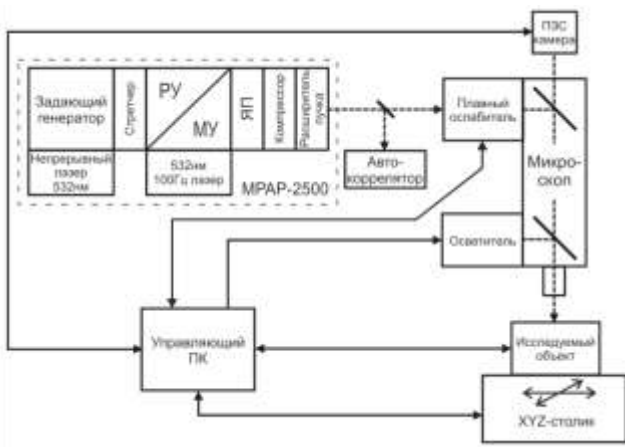 ПЗС
камера
Задающий
генератор
Стретчер
РУ
МУ
ЯП
Компрессор
Расширитель
пучка
Непрерывный
лазер
532нм
532нм
100Гц лазер
МРАР-2500
Плавный
ослабитель
Микро-
скоп
Авто-
коррелятор
Осветитель
Управляющий
ПК
Исследуемый
объект
XYZ-столик